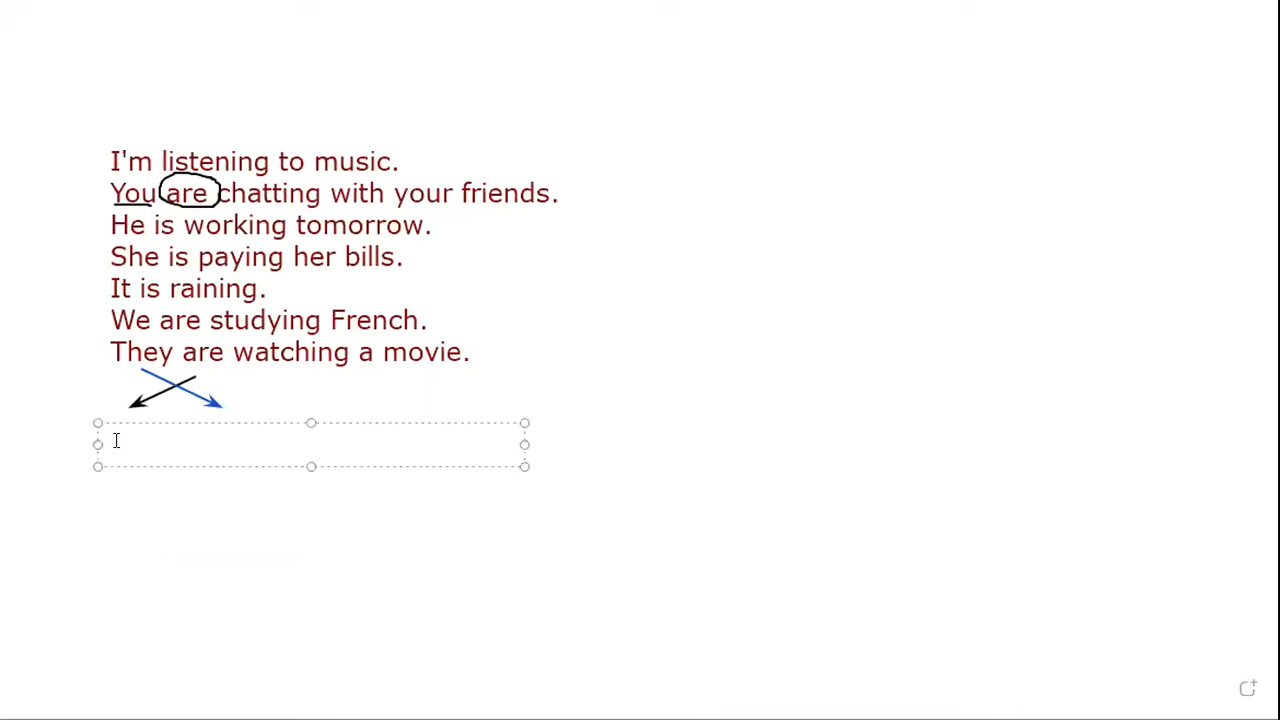 I'm listening to music.
You are chatting with your friends.
He is working tomorrow.
She is paying her bills.
It is raining.
We are studying French.
They are watching a movie.